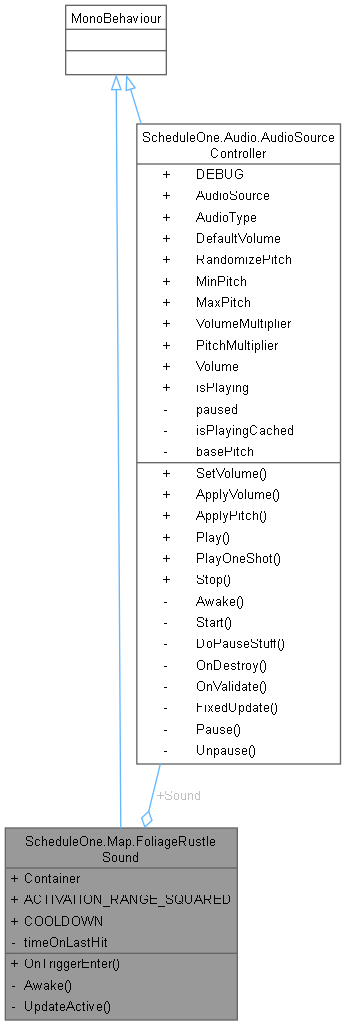 MonoBehaviour
ScheduleOne.Audio.AudioSource
Controller
+ DEBUG
+ AudioSource
+ AudioType
+ DefaultVolume
+ RandomizePitch
+ MinPitch
+ MaxPitch
+ VolumeMultiplier
+ PitchMultiplier
+ Volume
+ isPlaying
- paused
- isPlayingCached
- basePitch
+ SetVolume()
+ ApplyVolume()
+ ApplyPitch()
+ Play()
+ PlayOneShot()
+ Stop()
- Awake()
- Start()
- DoPauseStuff()
- OnDestroy()
- OnValidate()
- FixedUpdate()
- Pause()
- Unpause()
+Sound
ScheduleOne.Map.FoliageRustle
Sound
+ Container
+ ACTIVATION_RANGE_SQUARED
+ COOLDOWN
- timeOnLastHit
+ OnTriggerEnter()
- Awake()
- UpdateActive()